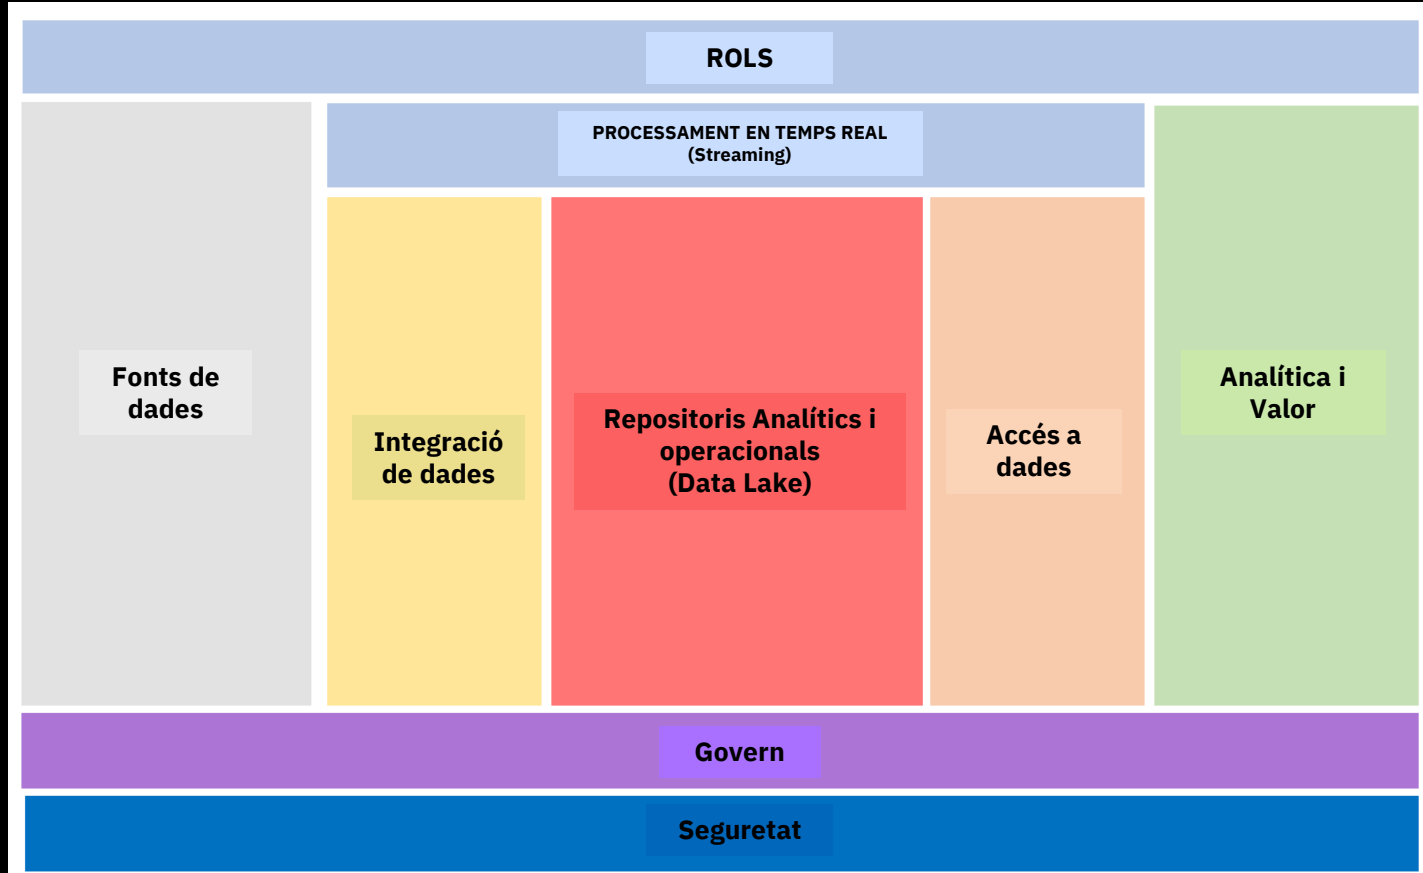 ROLS
PROCESSAMENT EN TEMPS REAL
(Streaming)
Fonts de
dades
Integració
de dades
Repositoris Analítics i
operacionals
(Data Lake)
Accés a
dades
Analítica i
Valor
Govern
Seguretat